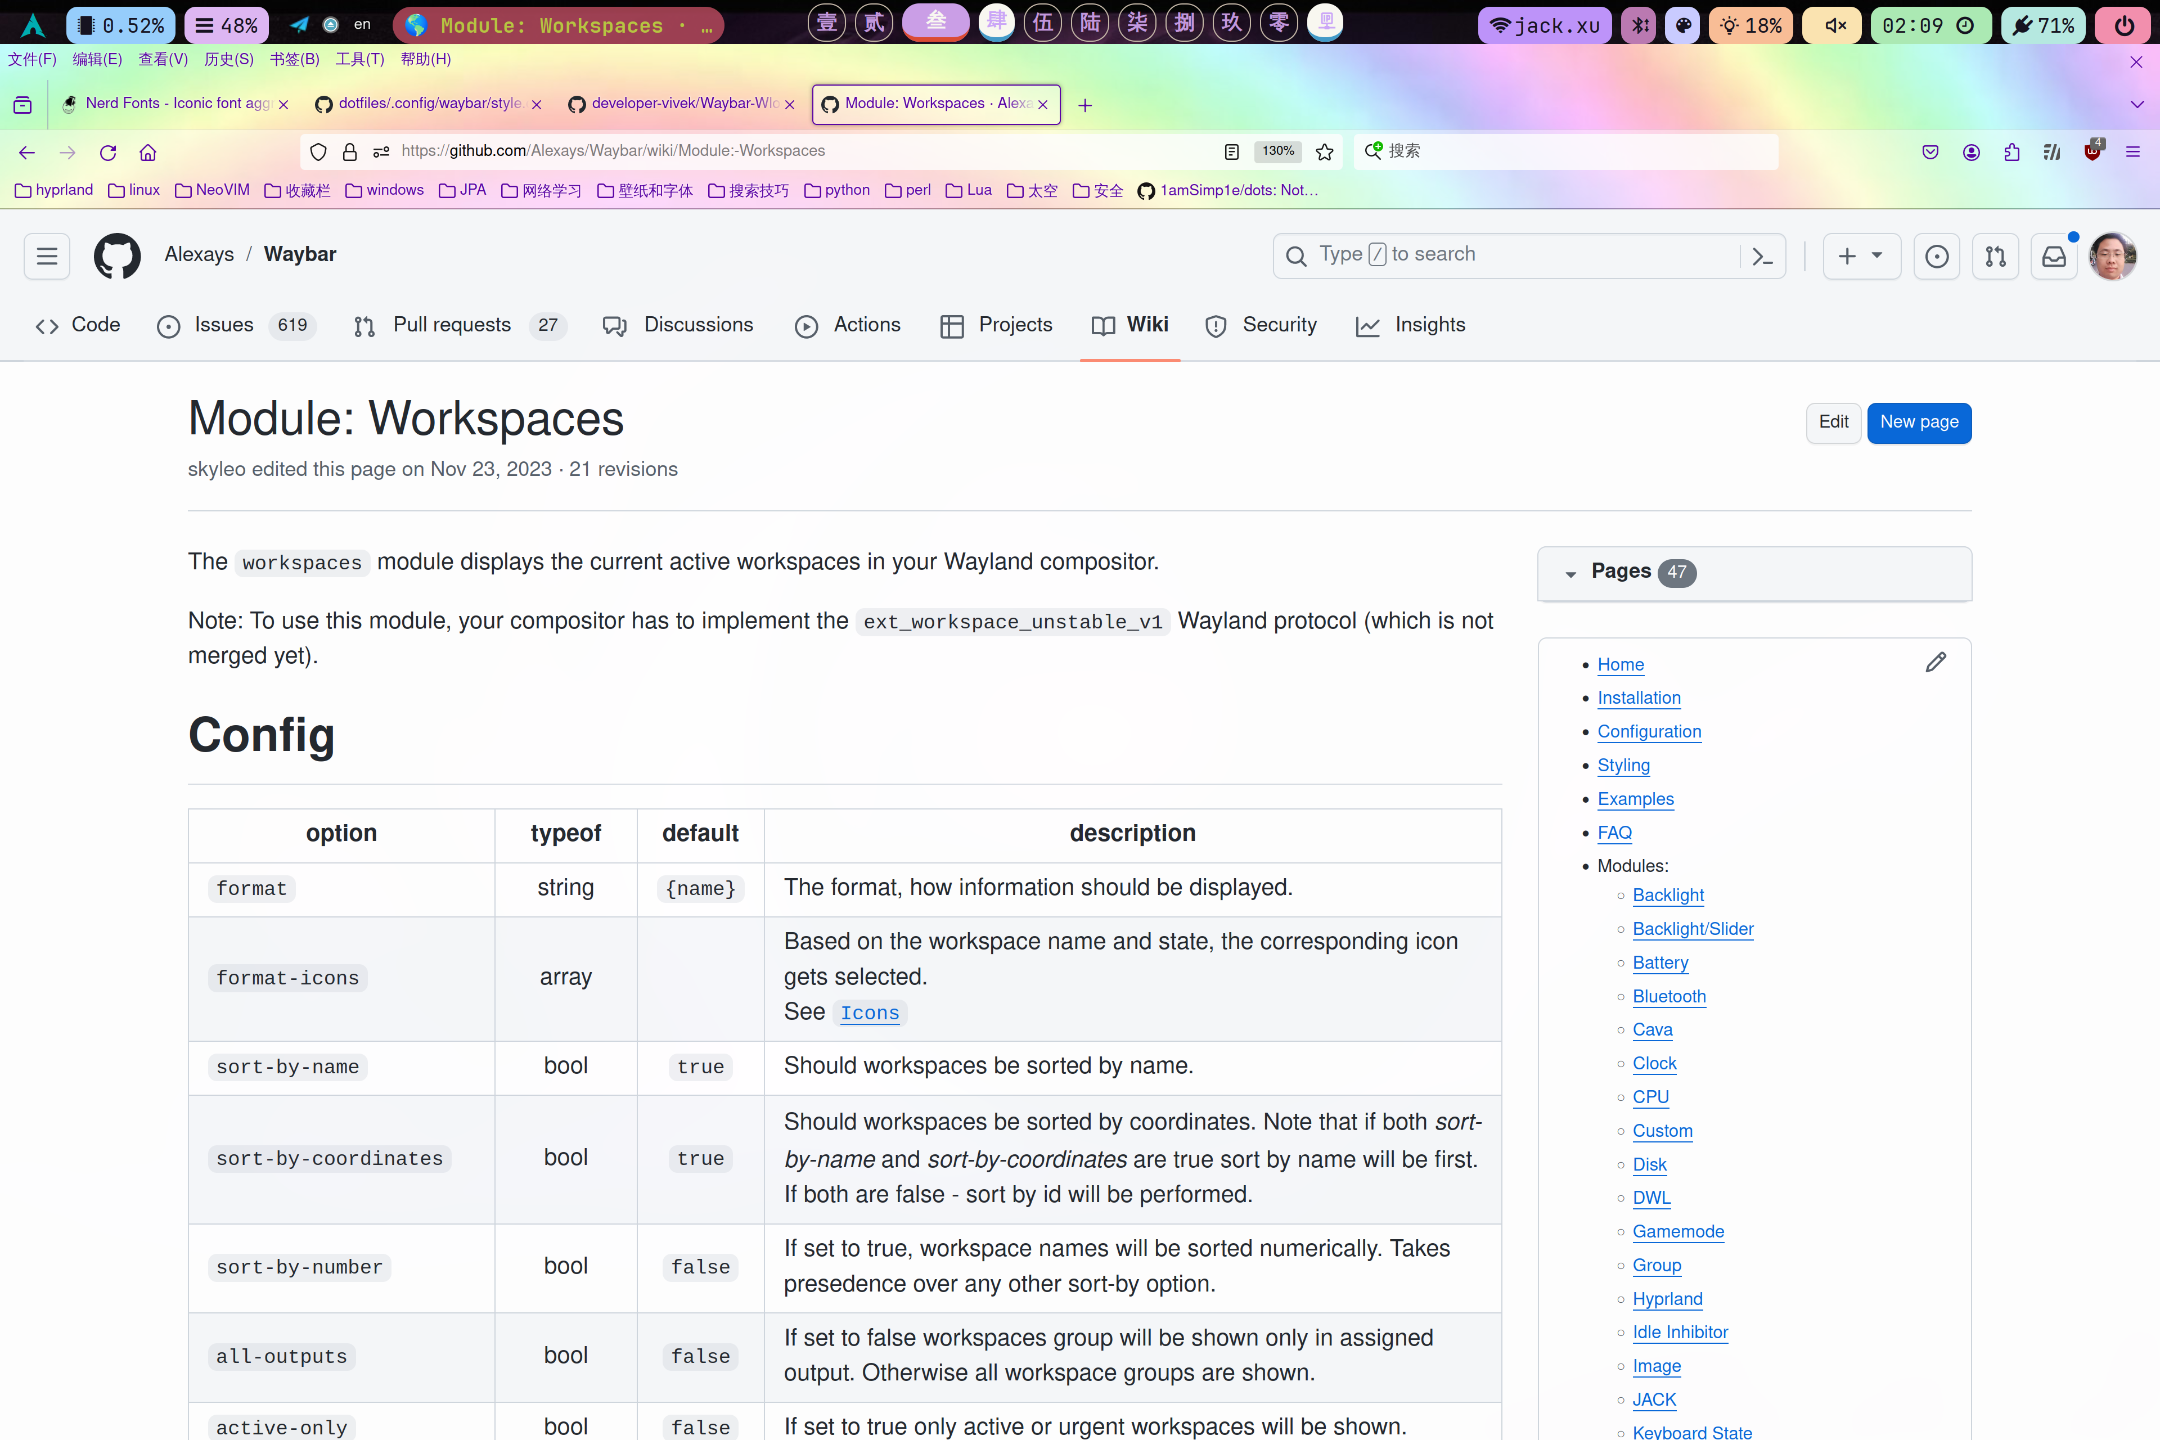 0.52% 48% en Module: Workspaces · … 壹 贰 叁 肆 伍 陆 柒 捌 玖 零 jack.xu 18% 02:09 71%
文件(F) 编辑(E) 查看(V) 历史(S) 书签(B) 工具(T) 帮助(H)
Nerd Fonts - Iconic font agg dotfiles/.config/waybar/style. developer-vivek/Waybar-Wlo Module: Workspaces · Alexa
https://github.com/Alexays/Waybar/wiki/Module:-Workspaces 130% 搜索 4
hyprland linux NeoVIM 收藏栏 windows JPA 网络学习 壁纸和字体 搜索技巧 python perl Lua 太空 安全 1amSimp1e/dots: Not…
Alexays / Waybar Type / to search
Code Issues 619 Pull requests 27 Discussions Actions Projects Wiki Security Insights
Module: Workspaces
Edit New page
skyleo edited this page on Nov 23, 2023 · 21 revisions
The workspaces module displays the current active workspaces in your Wayland compositor.
Note: To use this module, your compositor has to implement the ext_workspace_unstable_v1 Wayland protocol (which is not
merged yet).
Config
option typeof default description
format string {name} The format, how information should be displayed.
format-icons array Based on the workspace name and state, the corresponding icon
gets selected.
See Icons
sort-by-name bool true Should workspaces be sorted by name.
sort-by-coordinates bool true Should workspaces be sorted by coordinates. Note that if both sort-
by-name and sort-by-coordinates are true sort by name will be first.
If both are false - sort by id will be performed.
sort-by-number bool false If set to true, workspace names will be sorted numerically. Takes
presedence over any other sort-by option.
all-outputs bool false If set to false workspaces group will be shown only in assigned
output. Otherwise all workspace groups are shown.
active-only bool false If set to true only active or urgent workspaces will be shown.
Pages 47
Home
Installation
Configuration
Styling
Examples
FAQ
Modules:
Backlight
Backlight/Slider
Battery
Bluetooth
Cava
Clock
CPU
Custom
Disk
DWL
Gamemode
Group
Hyprland
Idle Inhibitor
Image
JACK
Keyboard State